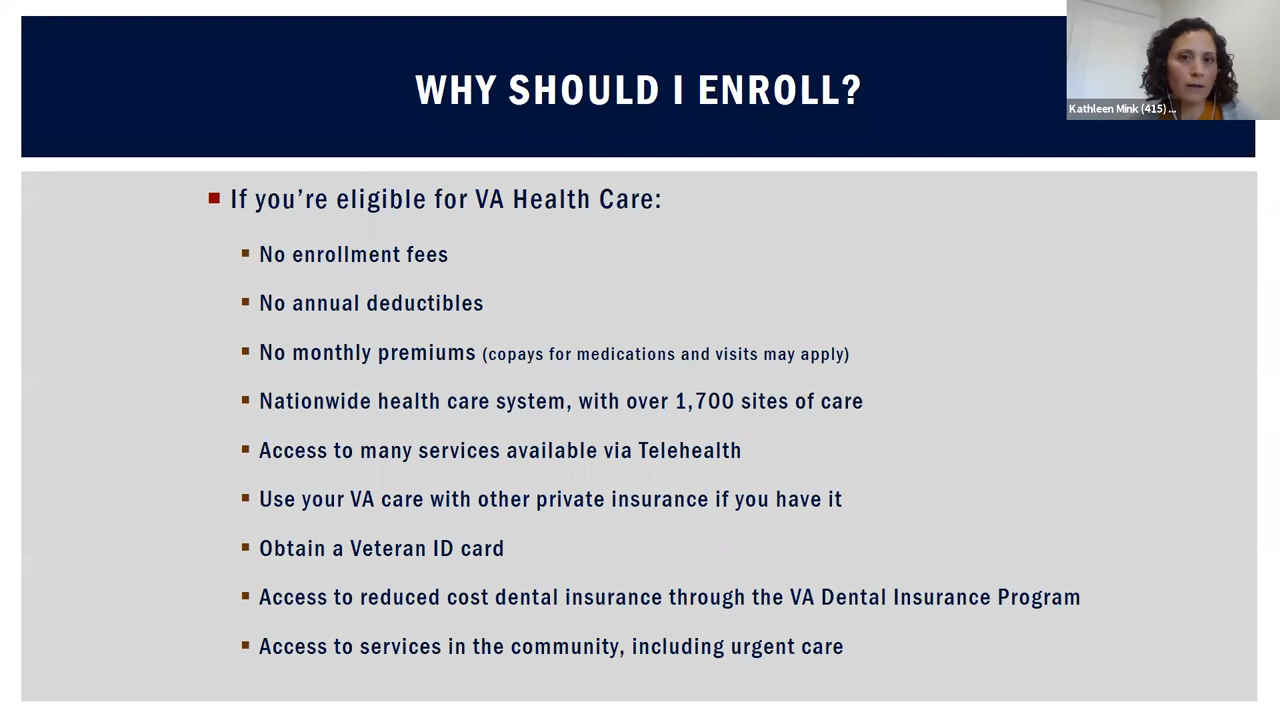 WHY SHOULD I ENROLL?
Kathleen Mink (415) ...
If you’re eligible for VA Health Care:
No enrollment fees
No annual deductibles
No monthly premiums (copays for medications and visits may apply)
Nationwide health care system, with over 1,700 sites of care
Access to many services available via Telehealth
Use your VA care with other private insurance if you have it
Obtain a Veteran ID card
Access to reduced cost dental insurance through the VA Dental Insurance Program
Access to services in the community, including urgent care